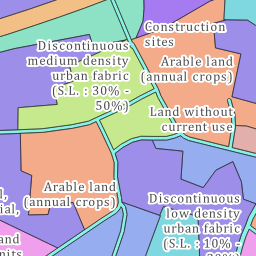 Construction
sites
Discontinuous
medium density
urban fabric
(S.L. : 30% -
50%)
Arable land
(annual crops)
Land without
current use
Arable land
(annual crops)
Discontinuous
low density
urban fabric
(S.L. : 10% -